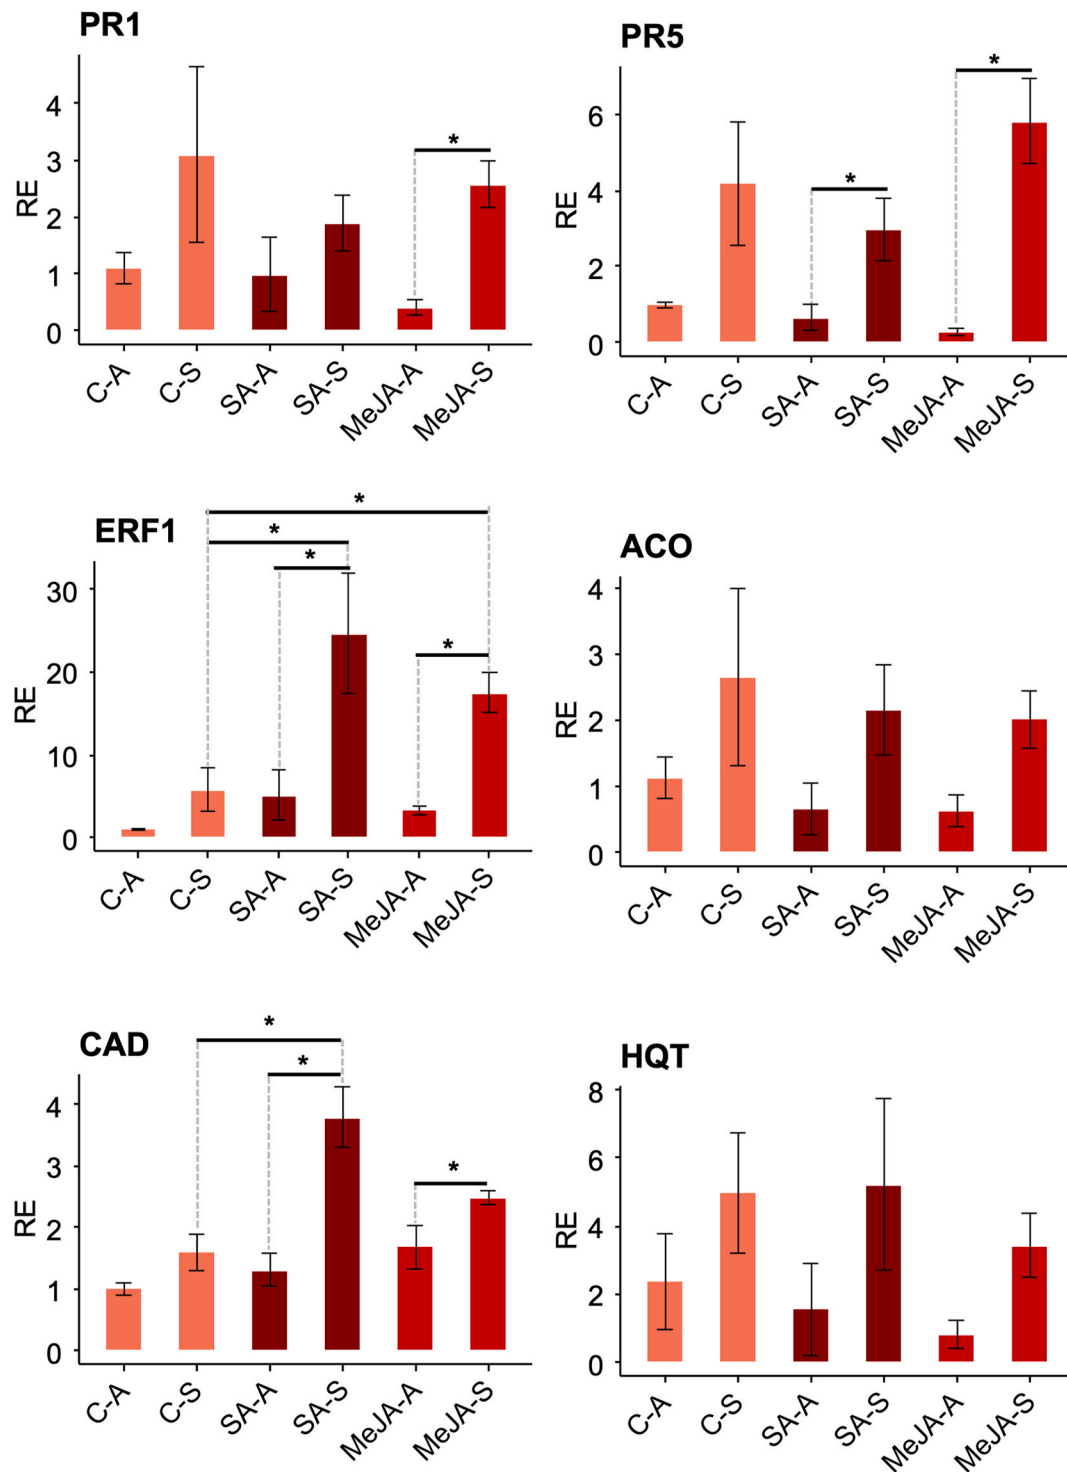 PR1
RE
4
3
2
1
0
*
C-A
C-S
SA-A
SA-S
MeJA-A
MeJA-S
PR5
RE
6
4
2
0
*
*
C-A
C-S
SA-A
SA-S
MeJA-A
MeJA-S
ERF1
RE
30
20
10
0
*
*
*
*
C-A
C-S
SA-A
SA-S
MeJA-A
MeJA-S
ACO
RE
4
3
2
1
0
C-A
C-S
SA-A
SA-S
MeJA-A
MeJA-S
CAD
RE
4
3
2
1
0
*
*
*
C-A
C-S
SA-A
SA-S
MeJA-A
MeJA-S
HQT
RE
8
6
4
2
0
C-A
C-S
SA-A
SA-S
MeJA-A
MeJA-S